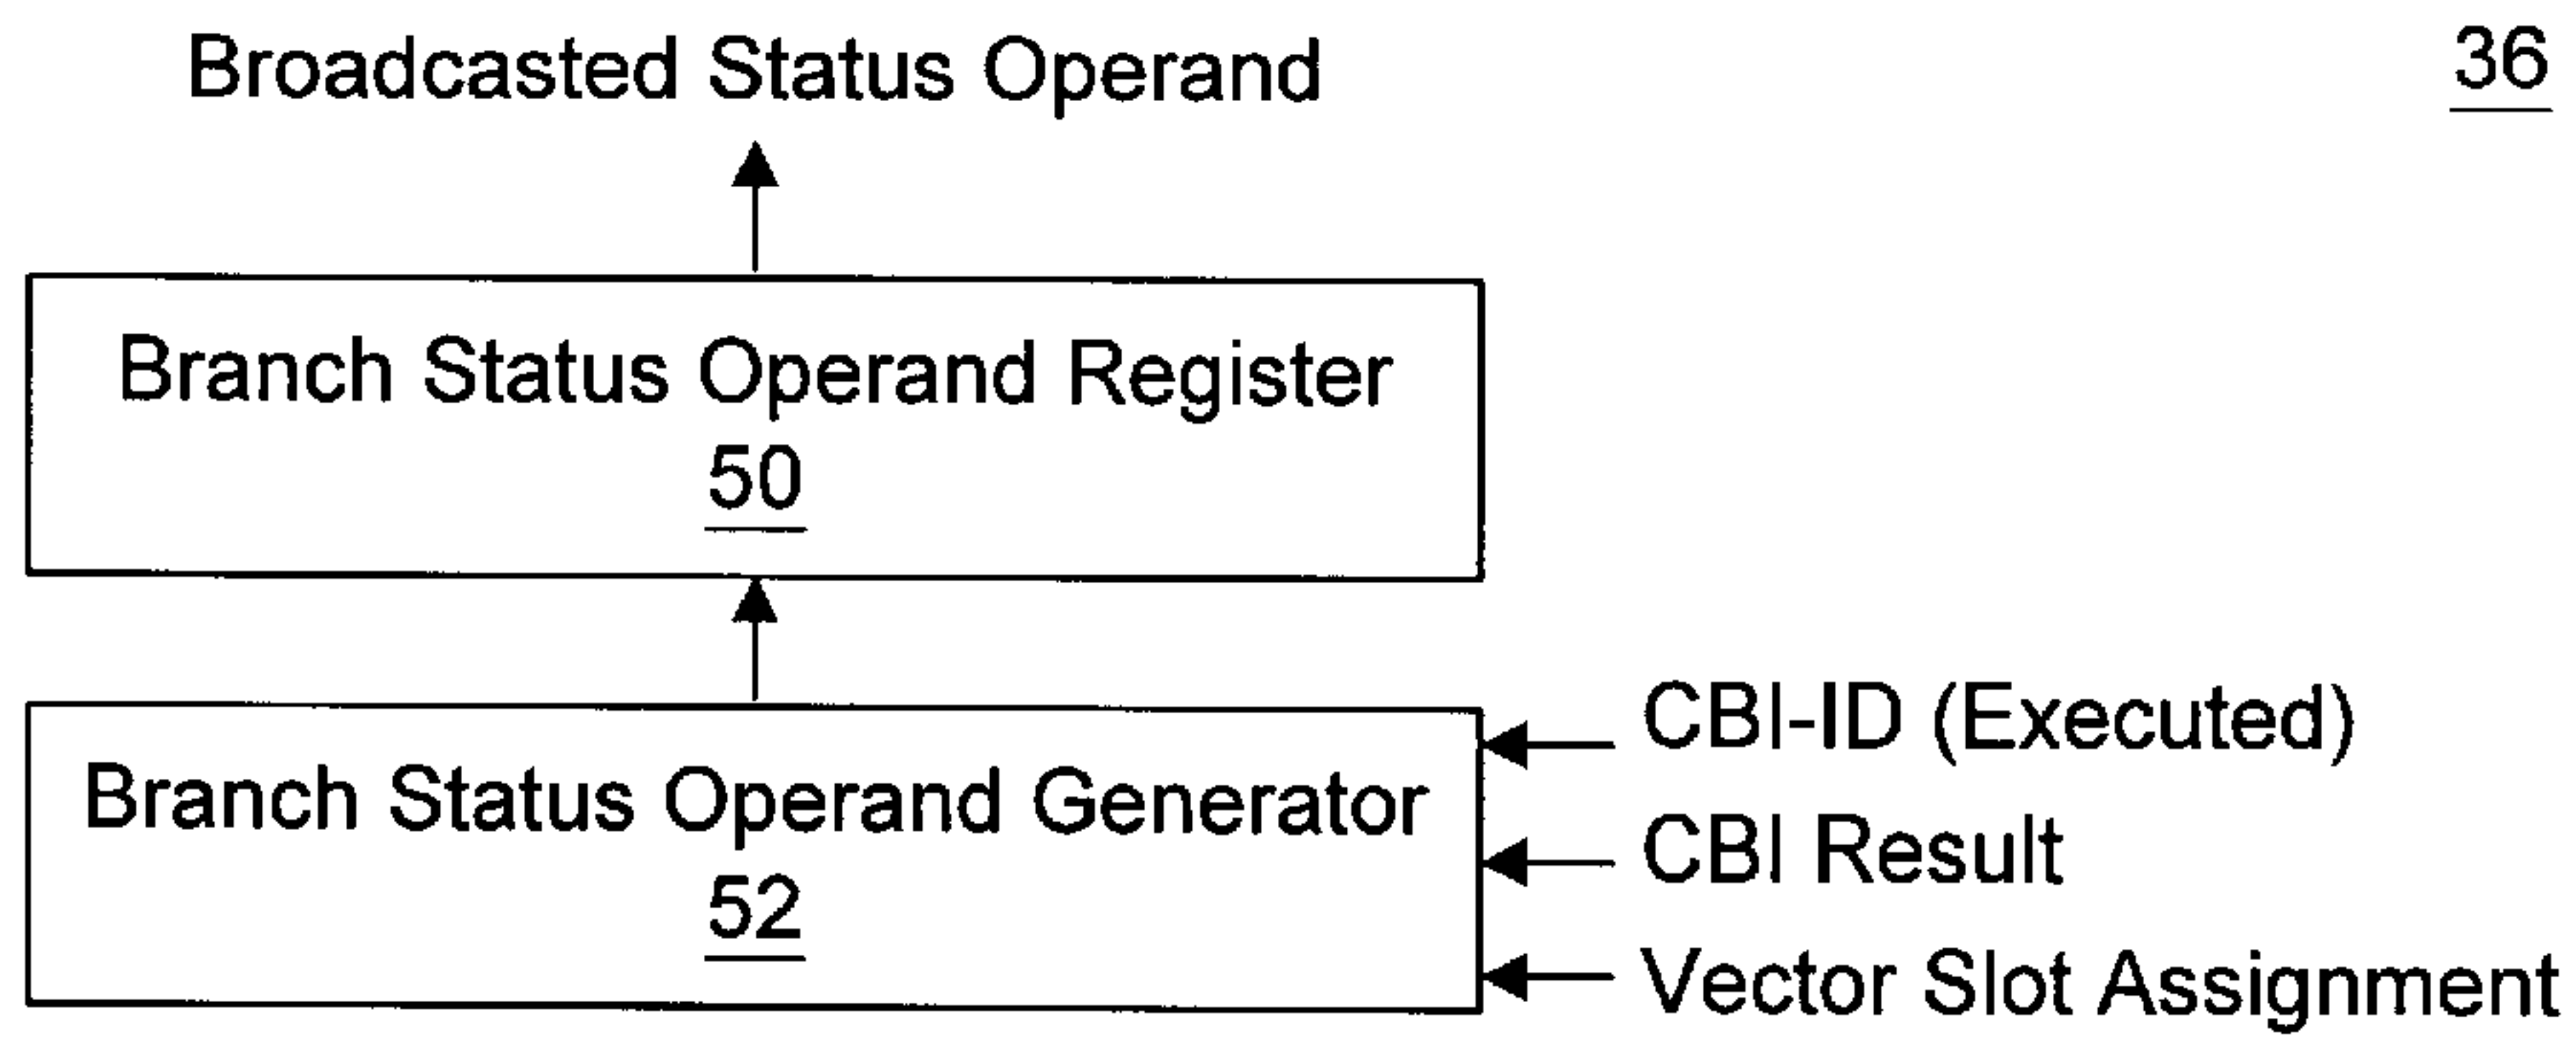 Broadcasted Status Operand
36
Branch Status Operand Register
50
Branch Status Operand Generator
52
CBI-ID (Executed)
CBI Result
Vector Slot Assignment